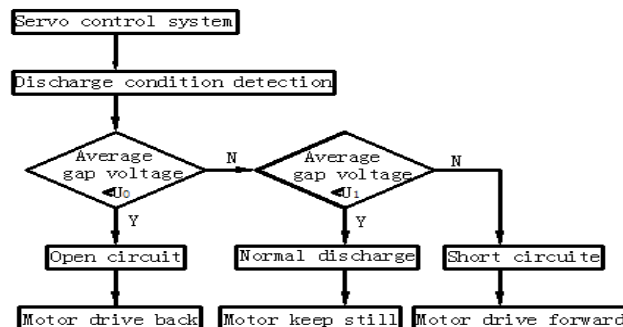 Servo control system
Discharge condition detection
Average
gap voltage
<U0
N
Average
gap voltage
<U1
N
Y
Y
Open circuit
Normal discharge
Short circuite
Motor drive back
Motor keep still
Motor drive forward